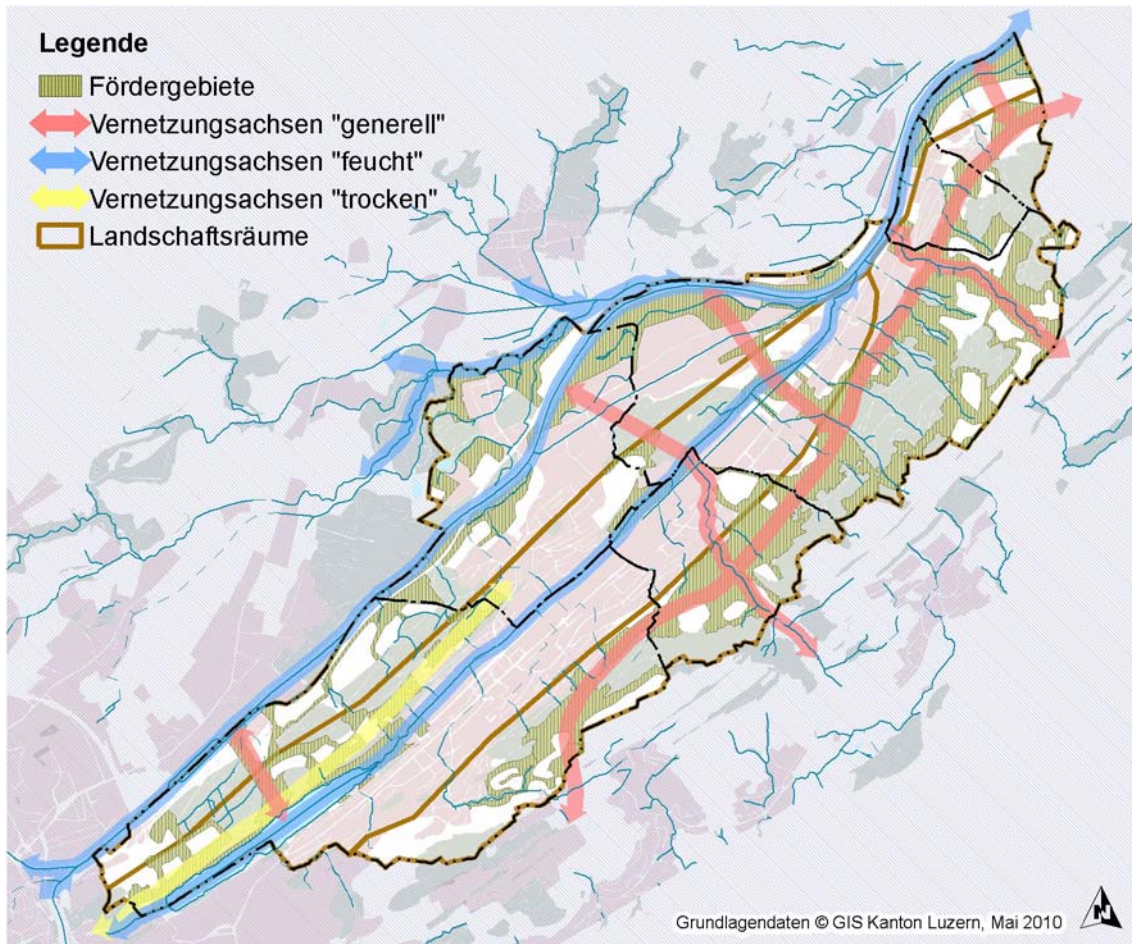 Legende
Fördergebiete
Vernetzungsachsen "generell"
Vernetzungsachsen "feucht"
Vernetzungsachsen "trocken"
Landschaftsräume
N
Grundlagendaten © GIS Kanton Luzern, Mai 2010